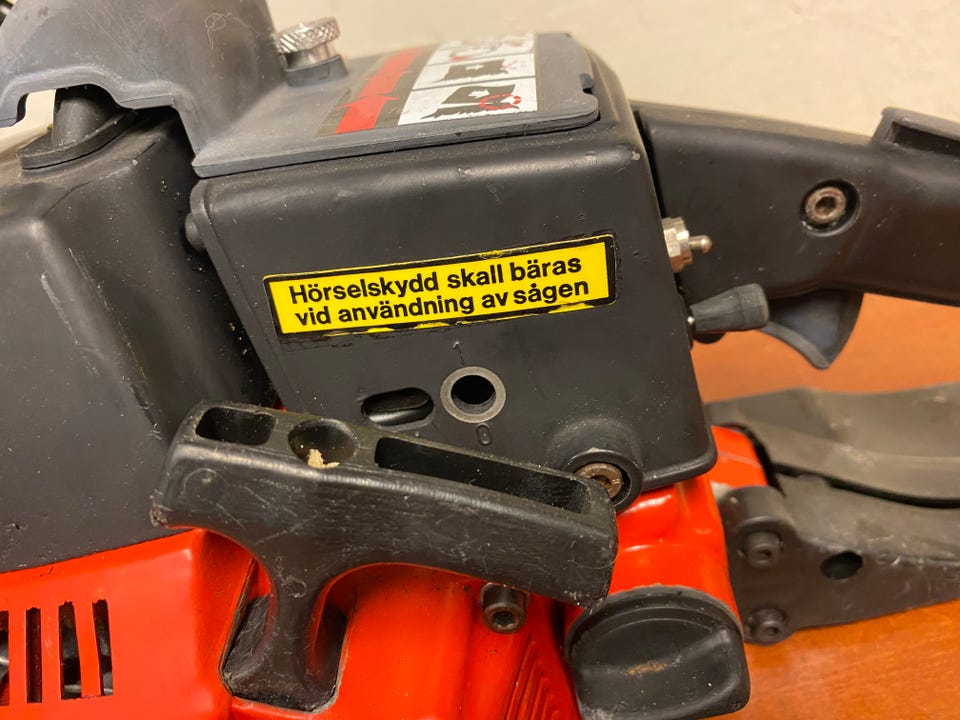 Hörselskydd skall bäras
vid användning av sågen